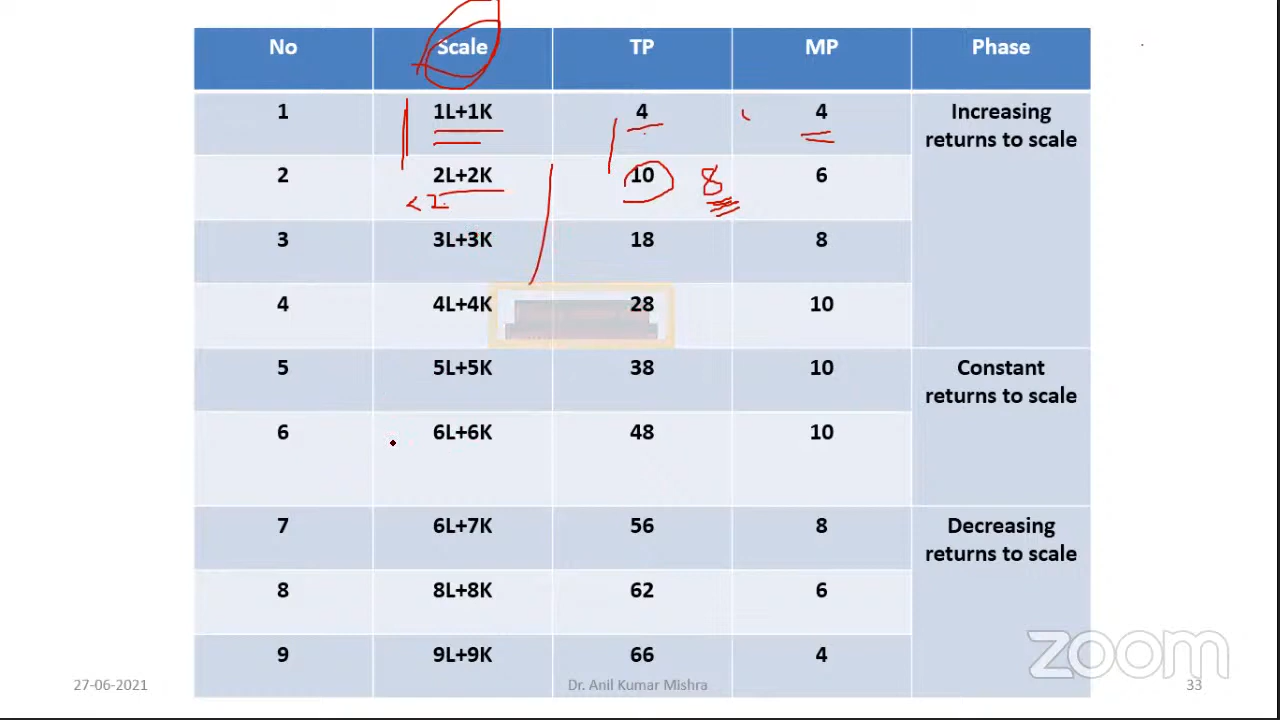 No Scale TP MP Phase
1 1L+1K 4 4 Increasing
returns to scale
2 2L+2K 10 8 6
<2
3 3L+3K 18 8
4 4L+4K 28 10
5 5L+5K 38 10 Constant
returns to scale
6 6L+6K 48 10
7 6L+7K 56 8 Decreasing
returns to scale
8 8L+8K 62 6
9 9L+9K 66 4
zoom
27-06-2021 Dr. Anil Kumar Mishra 33